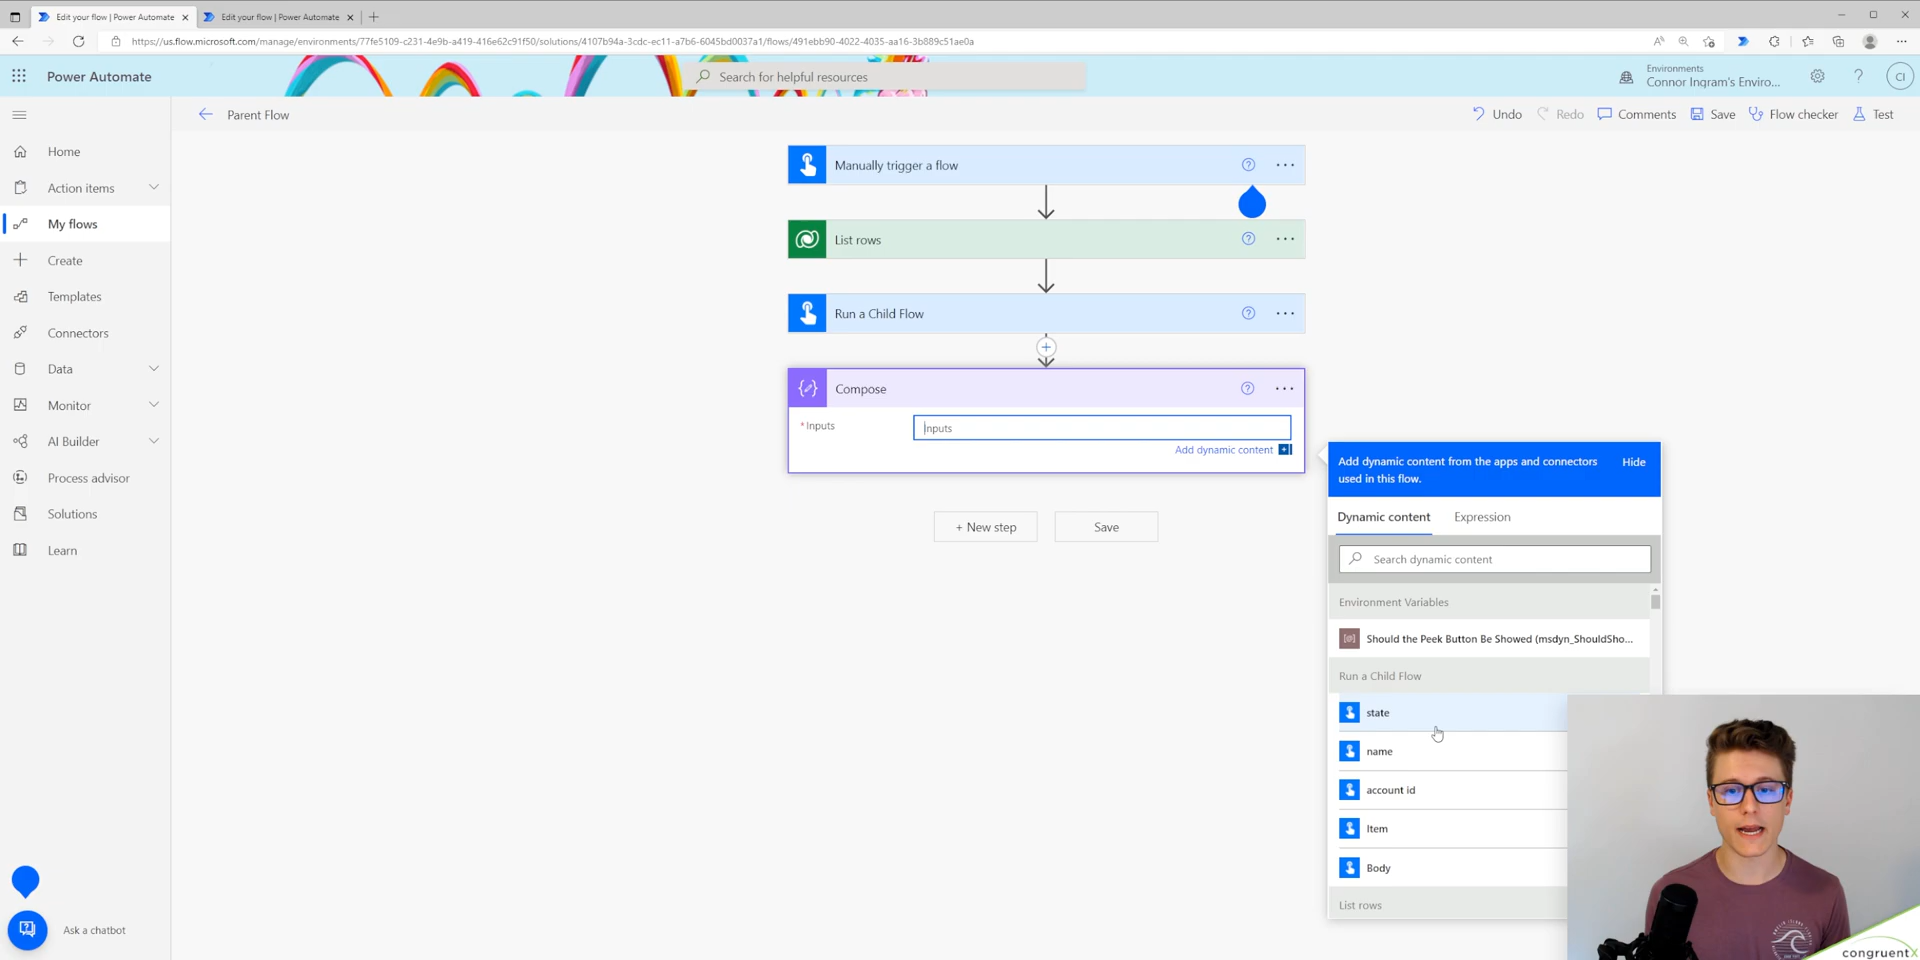 Edit your flow | Power Automate
Edit your flow | Power Automate
https://us.flow.microsoft.com/manage/environments/77fe5109-c231-4e9b-a419-416e62c91f50/solutions/4107b94a-3cdc-ec11-a7b6-6045bd0037a1/flows/491ebb90-4022-4035-aa16-3b889c51ae0a
Power Automate
Search for helpful resources
Environments
Connor Ingram's Enviro...
CI
Parent Flow
Undo
Redo
Comments
Save
Flow checker
Test
Home
Action items
My flows
Create
Templates
Connectors
Data
Monitor
AI Builder
Process advisor
Solutions
Learn
Ask a chatbot
Manually trigger a flow
List rows
Run a Child Flow
Compose
* Inputs
Inputs
Add dynamic content
+ New step
Save
Add dynamic content from the apps and connectors
used in this flow.
Hide
Dynamic content
Expression
Search dynamic content
Environment Variables
Should the Peek Button Be Showed (msdyn_ShouldSho...
Run a Child Flow
state
name
account id
Item
Body
List rows
congruentX